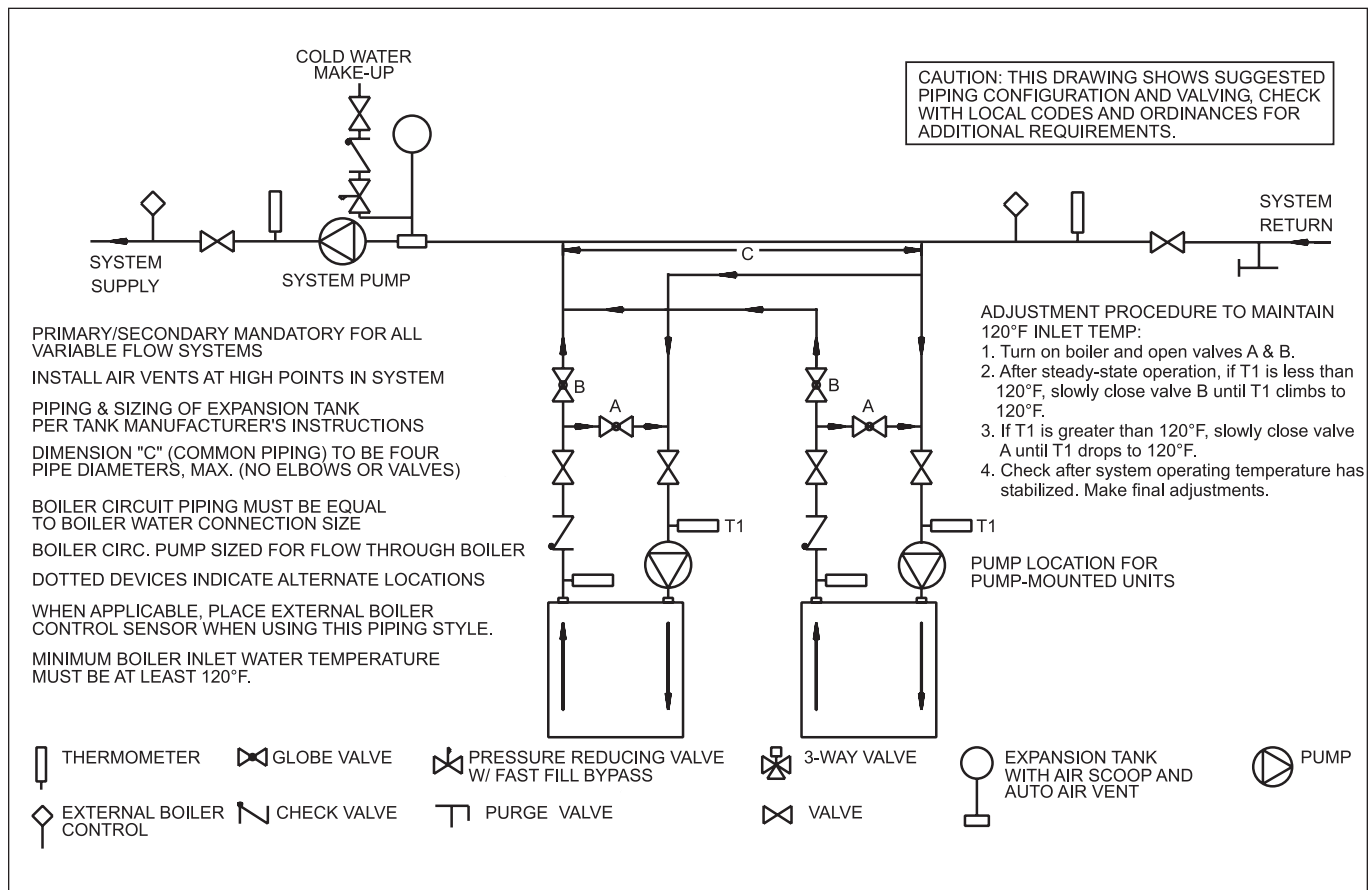 COLD WATER
MAKE-UP
CAUTION: THIS DRAWING SHOWS SUGGESTED
PIPING CONFIGURATION AND VALVING, CHECK
WITH LOCAL CODES AND ORDINANCES FOR
ADDITIONAL REQUIREMENTS.
SYSTEM
RETURN
SYSTEM
SUPPLY
SYSTEM PUMP
C
PRIMARY/SECONDARY MANDATORY FOR ALL
VARIABLE FLOW SYSTEMS
INSTALL AIR VENTS AT HIGH POINTS IN SYSTEM
PIPING & SIZING OF EXPANSION TANK
PER TANK MANUFACTURER'S INSTRUCTIONS
DIMENSION "C" (COMMON PIPING) TO BE FOUR
PIPE DIAMETERS, MAX. (NO ELBOWS OR VALVES)
BOILER CIRCUIT PIPING MUST BE EQUAL
TO BOILER WATER CONNECTION SIZE
BOILER CIRC. PUMP SIZED FOR FLOW THROUGH BOILER
DOTTED DEVICES INDICATE ALTERNATE LOCATIONS
WHEN APPLICABLE, PLACE EXTERNAL BOILER
CONTROL SENSOR WHEN USING THIS PIPING STYLE.
MINIMUM BOILER INLET WATER TEMPERATURE
MUST BE AT LEAST 120°F.
B
A
T1
B
A
T1
ADJUSTMENT PROCEDURE TO MAINTAIN
120°F INLET TEMP:
1. Turn on boiler and open valves A & B.
2. After steady-state operation, if T1 is less than
120°F, slowly close valve B until T1 climbs to
120°F.
3. If T1 is greater than 120°F, slowly close valve
A until T1 drops to 120°F.
4. Check after system operating temperature has
stabilized. Make final adjustments.
PUMP LOCATION FOR
PUMP-MOUNTED UNITS
THERMOMETER
GLOBE VALVE
PRESSURE REDUCING VALVE
W/ FAST FILL BYPASS
3-WAY VALVE
EXPANSION TANK
WITH AIR SCOOP AND
AUTO AIR VENT
PUMP
EXTERNAL BOILER
CONTROL
CHECK VALVE
PURGE VALVE
VALVE